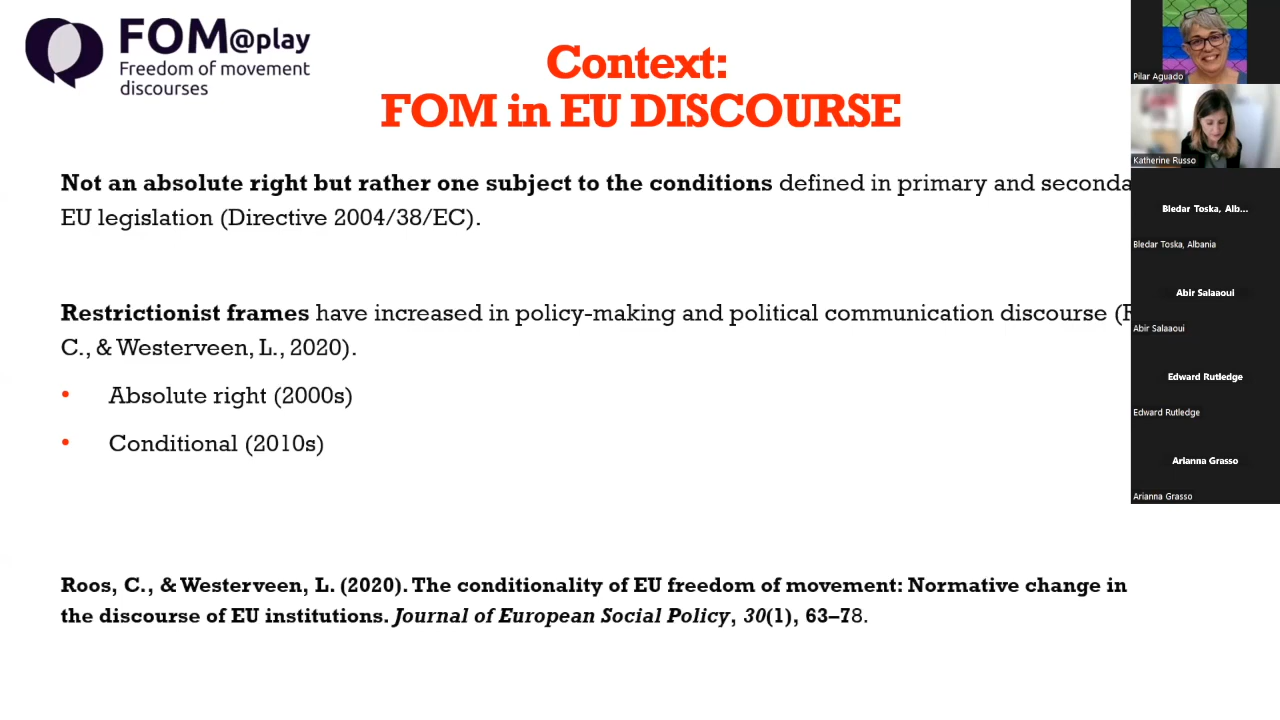 FOM@play
Freedom of movement
discourses
Context:
FOM in EU DISCOURSE
Not an absolute right but rather one subject to the conditions defined in primary and seconda
EU legislation (Directive 2004/38/EC).
Restrictionist frames have increased in policy-making and political communication discourse (R
C., & Westerveen, L., 2020).
• Absolute right (2000s)
• Conditional (2010s)
Roos, C., & Westerveen, L. (2020). The conditionality of EU freedom of movement: Normative change in
the discourse of EU institutions. Journal of European Social Policy, 30(1), 63–78.
Pilar Aguado
Katherine Russo
Bledar Toska, Alb...
Bledar Toska, Albania
Abir Salaaoui
Abir Salaaoui
Edward Rutledge
Edward Rutledge
Arianna Grasso
Arianna Grasso